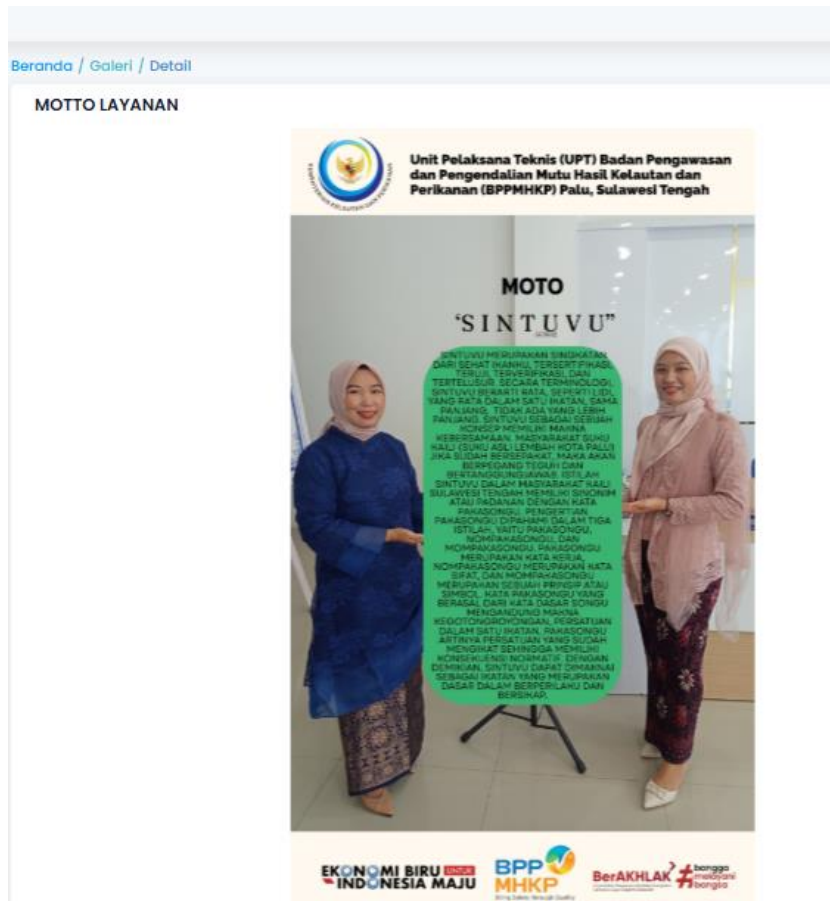 Beranda / Galeri / Detail
MOTTO LAYANAN
Unit Pelaksana Teknis (UPT) Badan Pengawasan
dan Pengendalian Mutu Hasil Kelautan dan
Perikanan (BPPMHKP) Palu, Sulawesi Tengah
KEMENTERIAN KELAUTAN DAN PERIKANAN
MOTO
‘SINTUVU”
SINTUVU MERUPAKAN SINGKATAN
DARI SEHAT IKANKU, TERSERTIFIKASI,
TERUJI, TERVERIFIKASI, DAN
TERTELUSUR. SECARA TERMINOLOGI,
SINTUVU BERARTI RATA, SEPERTI LIDI,
YANG RATA DALAM SATU IKATAN, SAMA
PANJANG, TIDAK ADA YANG LEBIH
PANJANG. SINTUVU SEBAGAI SEBUAH
KONSEP MEMILIKI MAKNA
KEBERSAMAAN. MASYARAKAT SUKU
KAILI (SUKU ASLI LEMBAH KOTA PALU)
JIKA SUDAH BERSEPAKAT, MAKA AKAN
BERPEGANG TEGUH DAN
BERTANGGUNGJAWAB. ISTILAH
SINTUVU DALAM MASYARAKAT KAILI
SULAWESI TENGAH MEMILIKI SINONIM
ATAU PADANAN DENGAN KATA
PAKASONGU. PENGERTIAN
PAKASONGU DIPAHAMI DALAM TIGA
ISTILAH, YAITU PAKASONGU,
NOMPAKASONGU, DAN
MOMPAKASONGU. PAKASONGU
MERUPAKAN KATA KERJA,
NOMPAKASONGU MERUPAKAN KATA
SIFAT, DAN MOMPAKASONGU
MERUPAKAN SEBUAH PRINSIP ATAU
SIMBOL. KATA PAKASONGU YANG
BERASAL DARI KATA DASAR SONGU
MENGANDUNG MAKNA
KEGOTONGROYONGAN, PERSATUAN
DALAM SATU IKATAN, PAKASONGU
ARTINYA PERSATUAN YANG SUDAH
MENGIKAT SEHINGGA MEMILIKI
KONSEKUENSI NORMATIF. DENGAN
DEMIKIAN, SINTUVU DAPAT DIMAKNAI
SEBAGAI IKATAN YANG MERUPAKAN
DASAR DALAM BERPERILAKU DAN
BERSIKAP.
EKONOMI BIRU UNTUK
INDONESIA MAJU
BPP
MHKP
BerAKHLAK
#bangga
melayani
bangsa